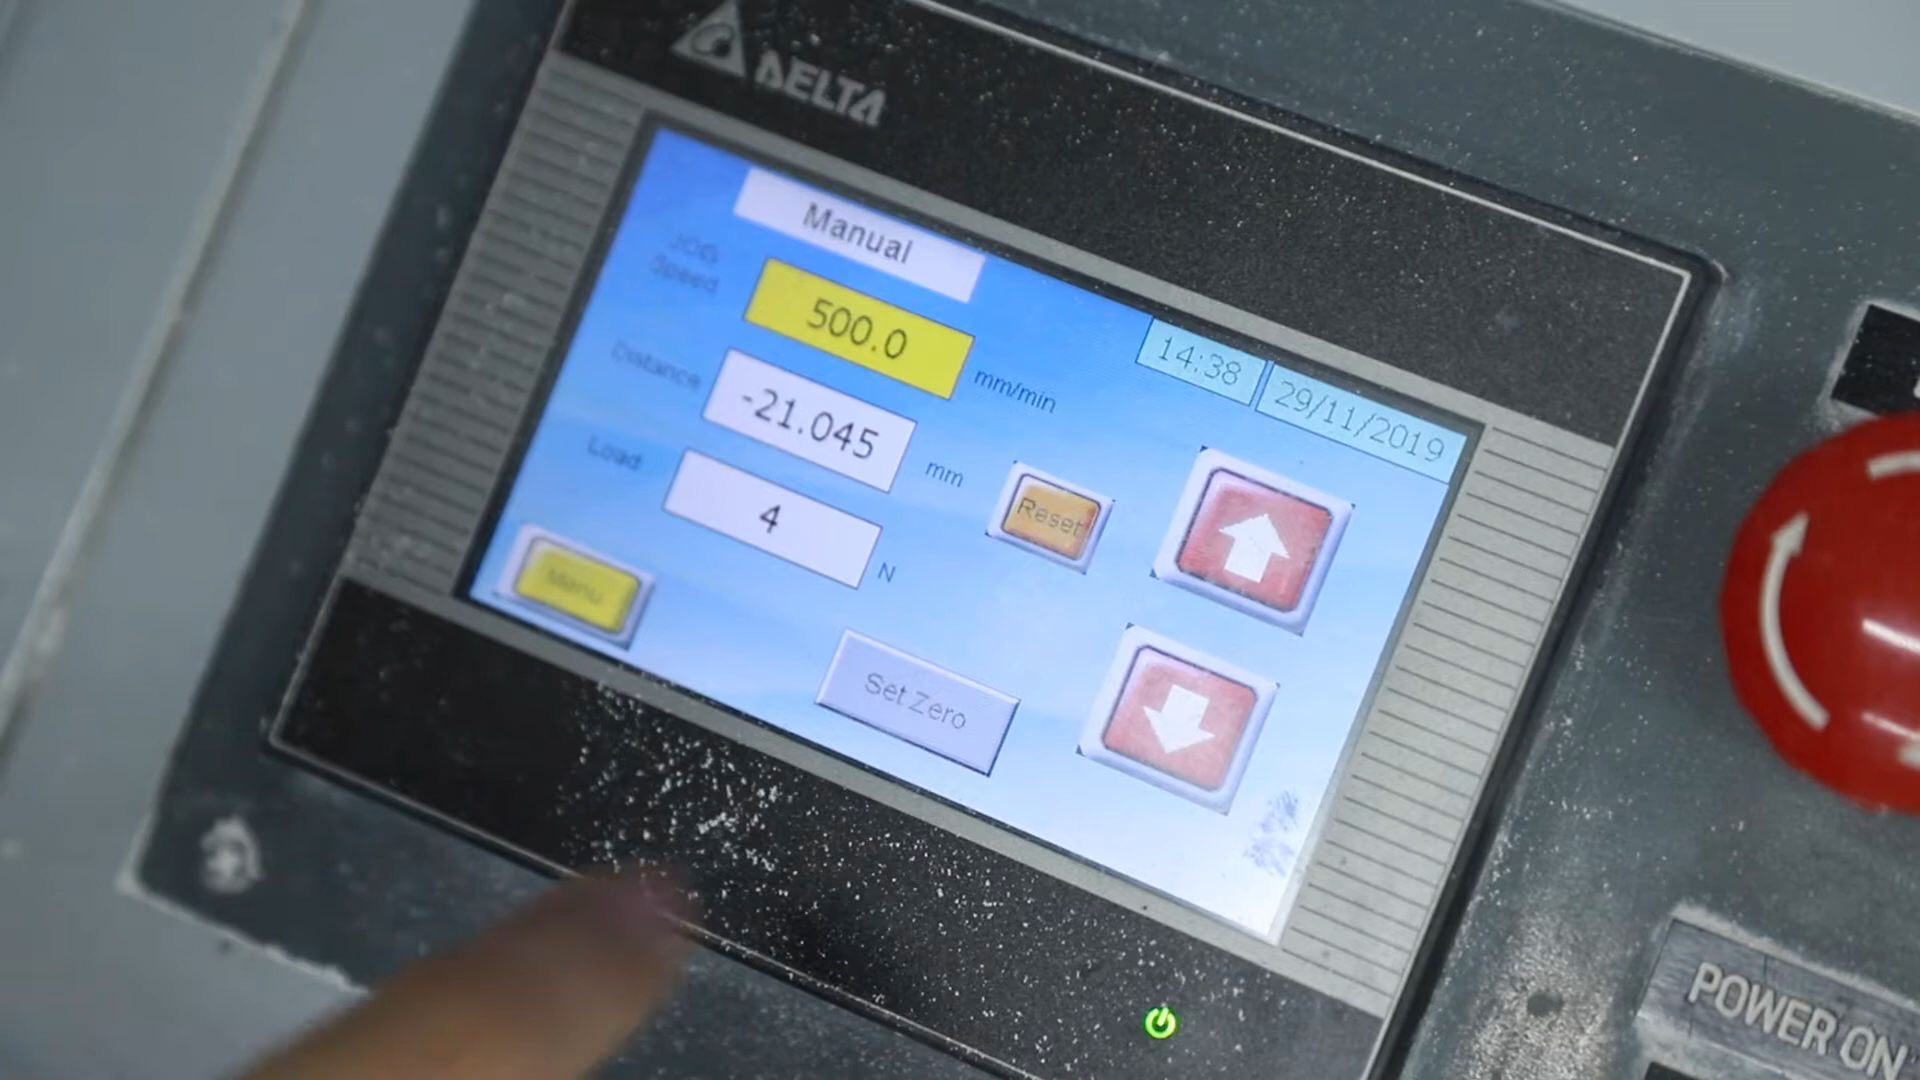 DELTA
Manual
JOG
Speed
500.0
mm/min
14:38
29/11/2019
Distance
-21.045
mm
Load
4
N
Reset
Menu
Set Zero
POWER ON